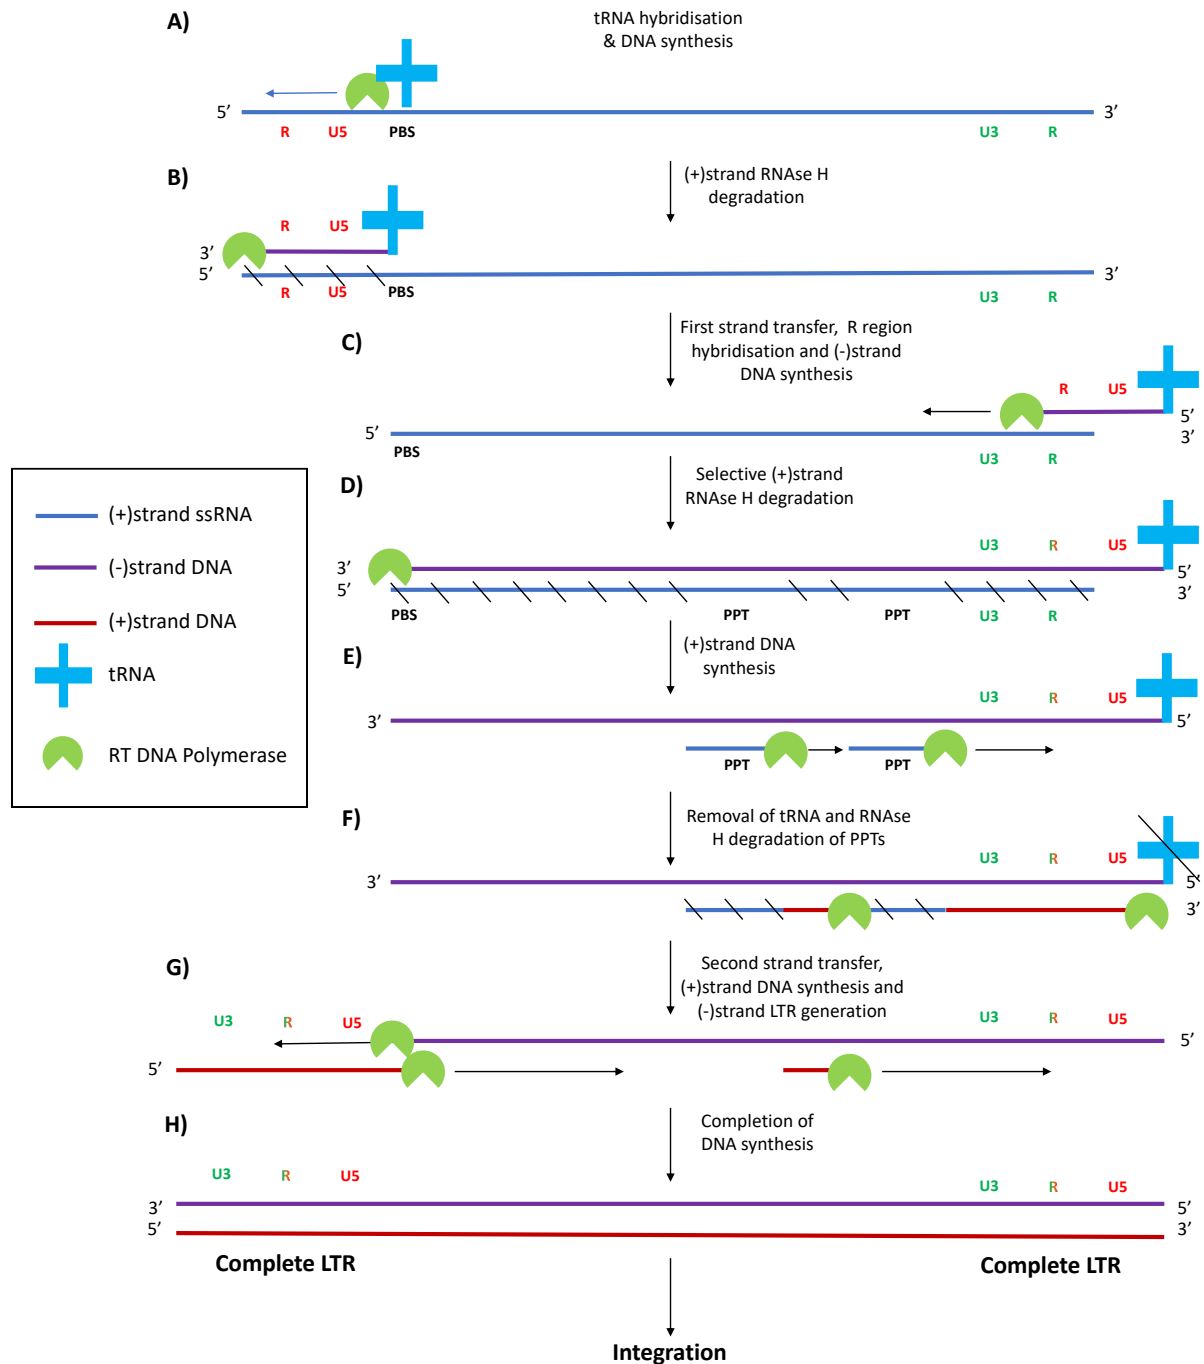 A)
tRNA hybridisation
& DNA synthesis
5’
3’
R U5 PBS U3 R
(+)strand RNAse H
degradation
B)
R U5
3’
5’
3’
R U5 PBS U3 R
First strand transfer, R region
hybridisation and (-)strand
DNA synthesis
C)
R U5
5’
5’
3’
PBS U3 R
Selective (+)strand
RNAse H degradation
D)
U3 R U5
3’
5’
5’
3’
PBS PPT PPT U3 R
(+)strand DNA
synthesis
E)
U3 R U5
3’
5’
PPT PPT
Removal of tRNA and RNAse
H degradation of PPTs
F)
U3 R U5
3’
5’
3’
Second strand transfer,
(+)strand DNA synthesis and
(-)strand LTR generation
G)
U3 R U5 U3 R U5
5’
5’
Completion of
DNA synthesis
H)
U3 R U5 U3 R U5
3’
5’
5’
3’
Complete LTR Complete LTR
Integration
(+)strand ssRNA
(-)strand DNA
(+)strand DNA
tRNA
RT DNA Polymerase